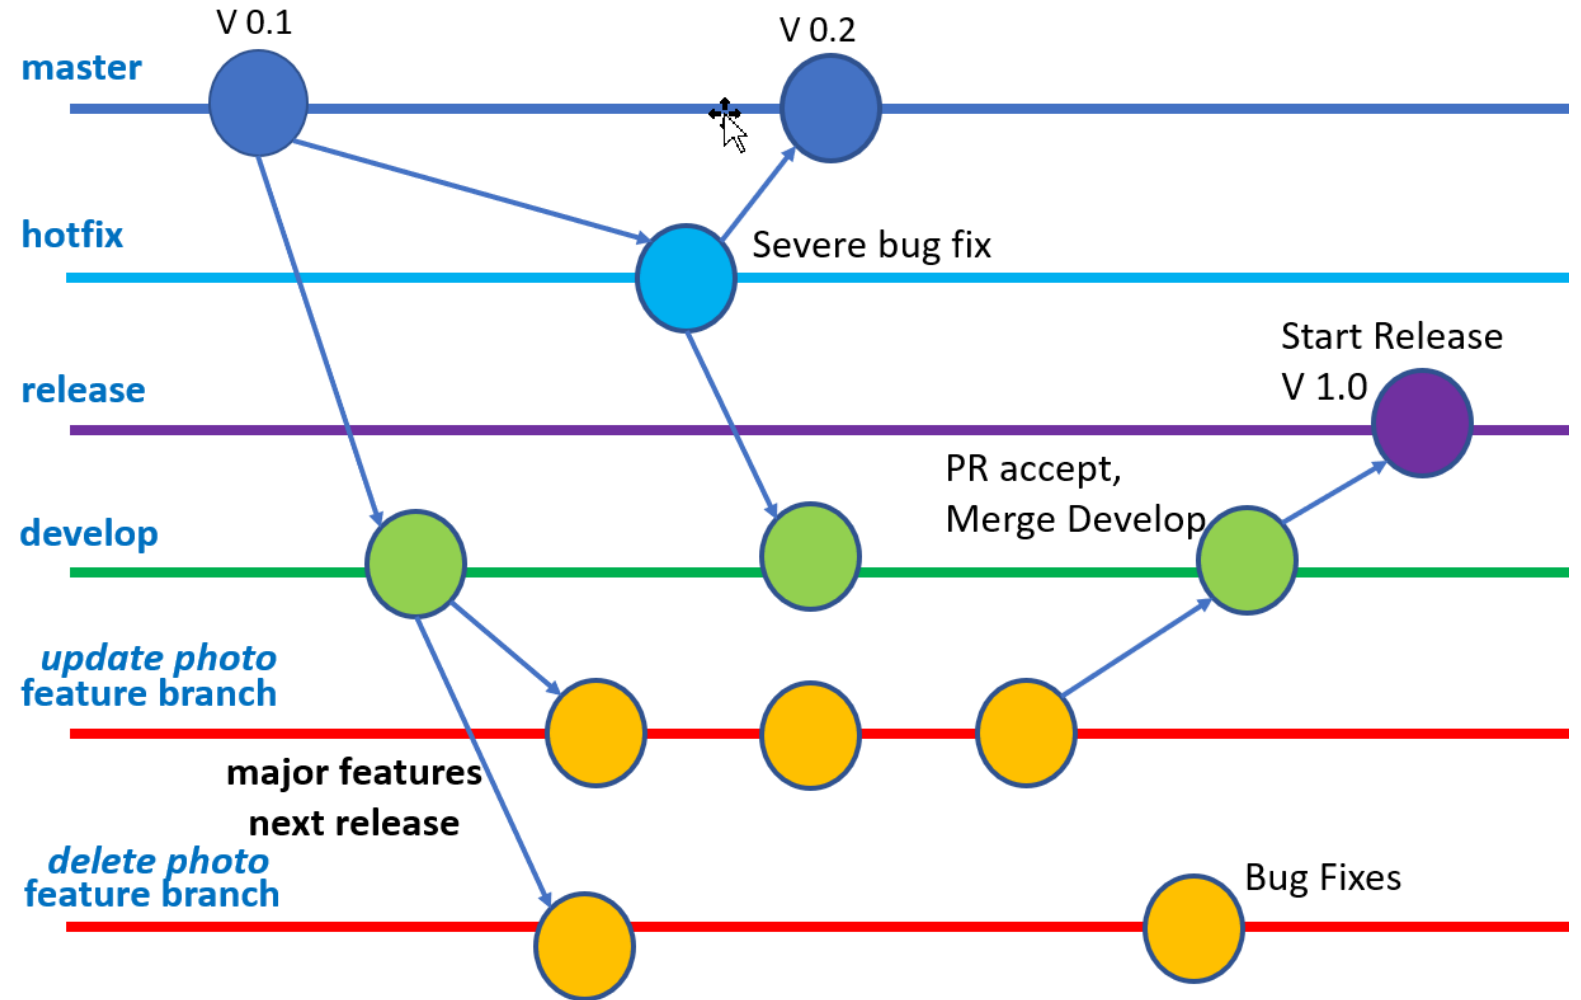 V 0.1
V 0.2
master
hotfix
Severe bug fix
Start Release
V 1.0
release
PR accept,
Merge Develop
develop
update photo
feature branch
major features
next release
delete photo
feature branch
Bug Fixes